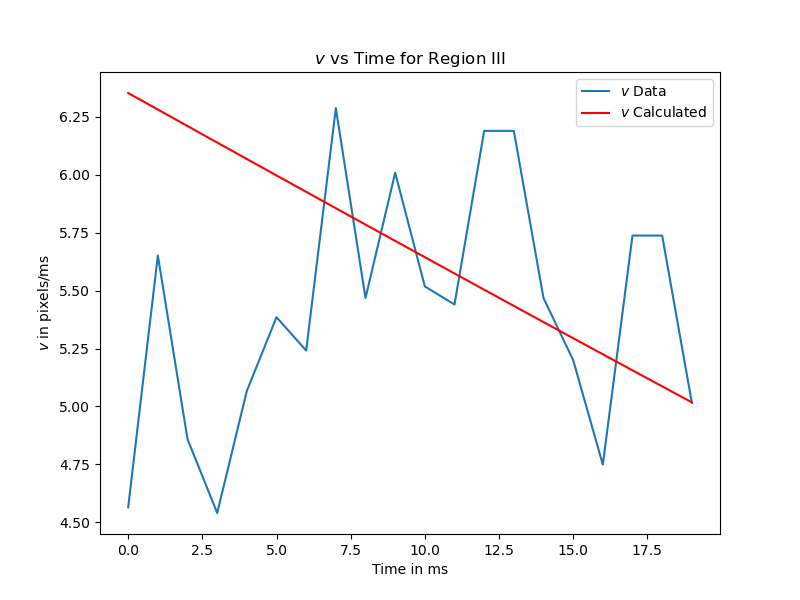 v vs Time for Region III
v Data
v Calculated
6.25
6.00
5.75
5.50
5.25
5.00
4.75
4.50
v in pixels/ms
0.0 2.5 5.0 7.5 10.0 12.5 15.0 17.5
Time in ms